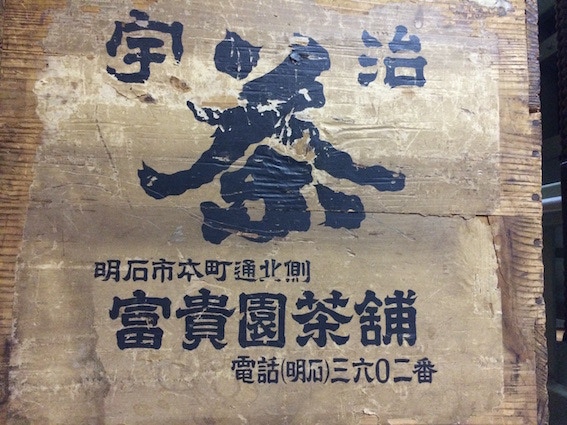 宇治
茶
明石市本町通北側
富貴園茶舗
電話(明石)三六〇二番